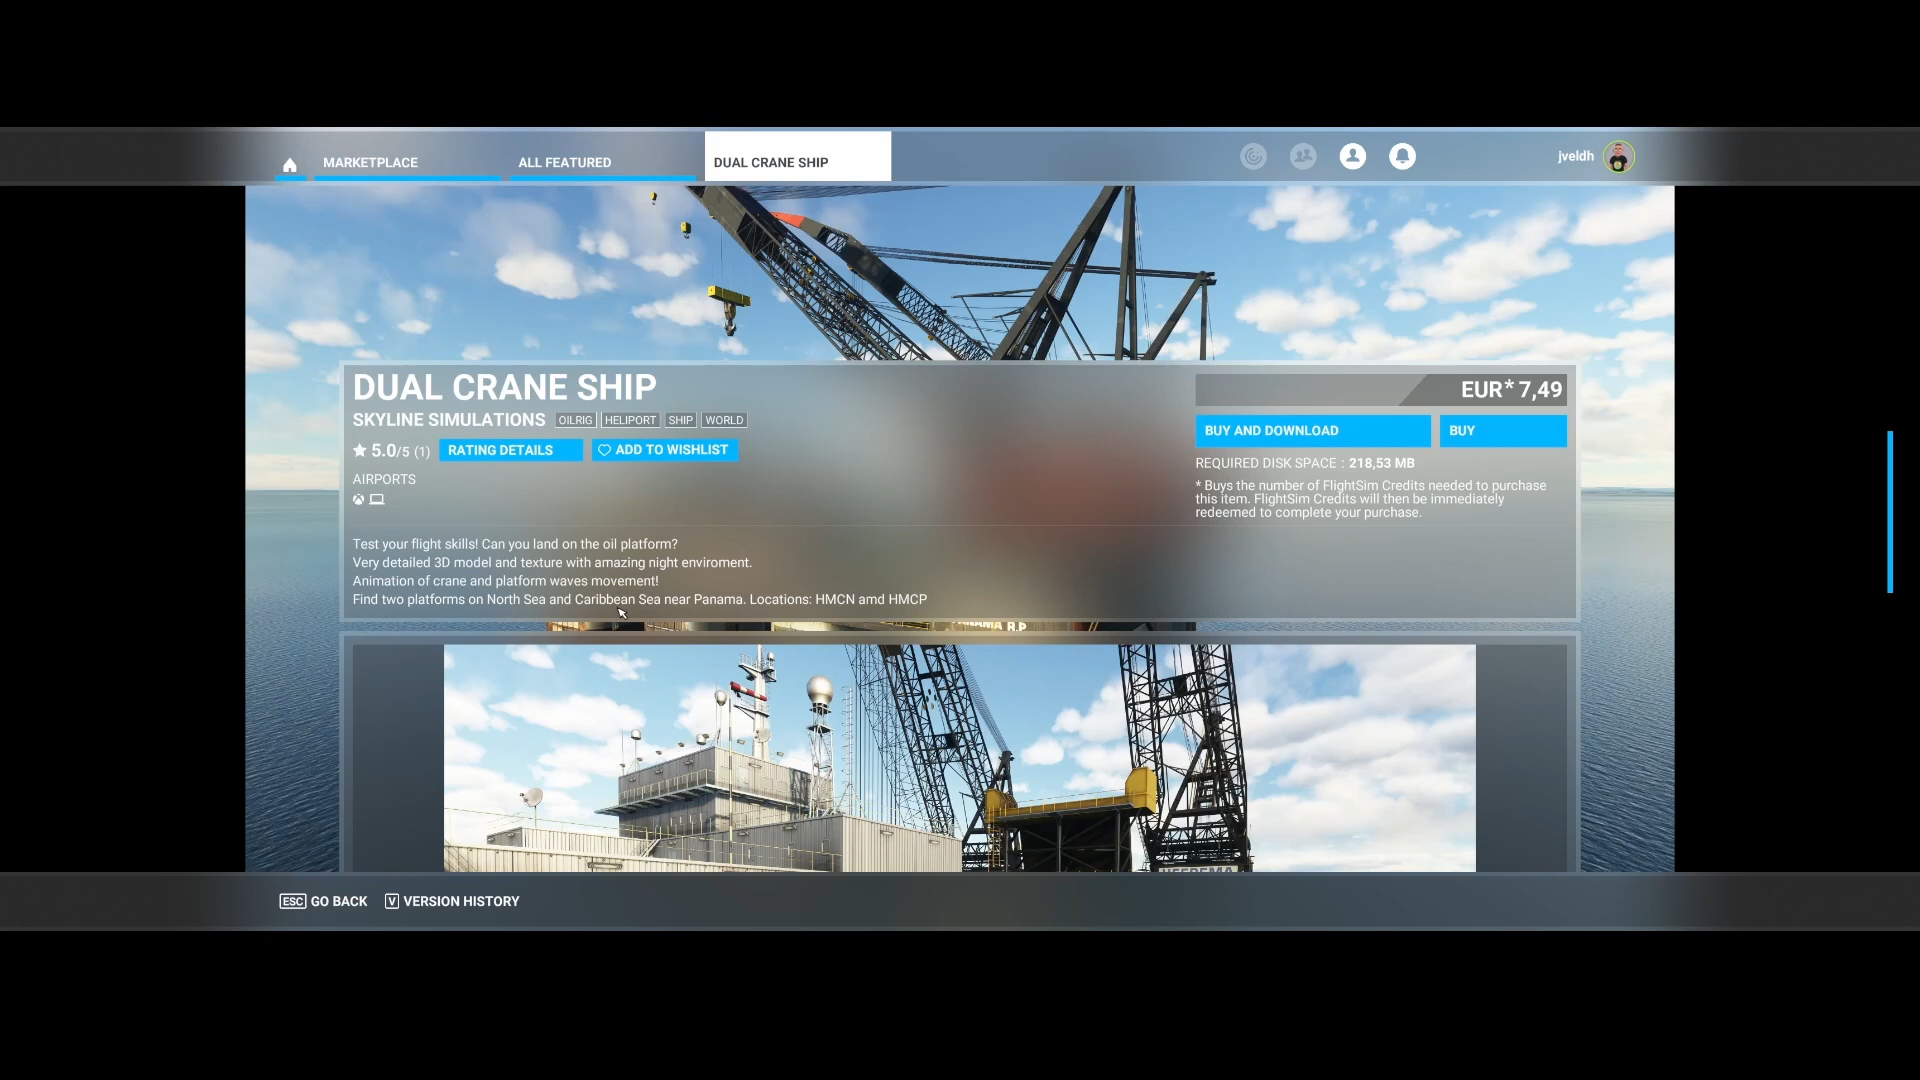 MARKETPLACE
ALL FEATURED
DUAL CRANE SHIP
jveldh
DUAL CRANE SHIP
EUR* 7,49
SKYLINE SIMULATIONS OILRIG HELIPORT SHIP WORLD
BUY AND DOWNLOAD
BUY
5.0/5 (1) RATING DETAILS ADD TO WISHLIST
REQUIRED DISK SPACE : 218,53 MB
AIRPORTS
* Buys the number of FlightSim Credits needed to purchase
this item. FlightSim Credits will then be immediately
redeemed to complete your purchase.
Test your flight skills! Can you land on the oil platform?
Very detailed 3D model and texture with amazing night enviroment.
Animation of crane and platform waves movement!
Find two platforms on North Sea and Caribbean Sea near Panama. Locations: HMCN amd HMCP
R.P
ESC GO BACK V VERSION HISTORY